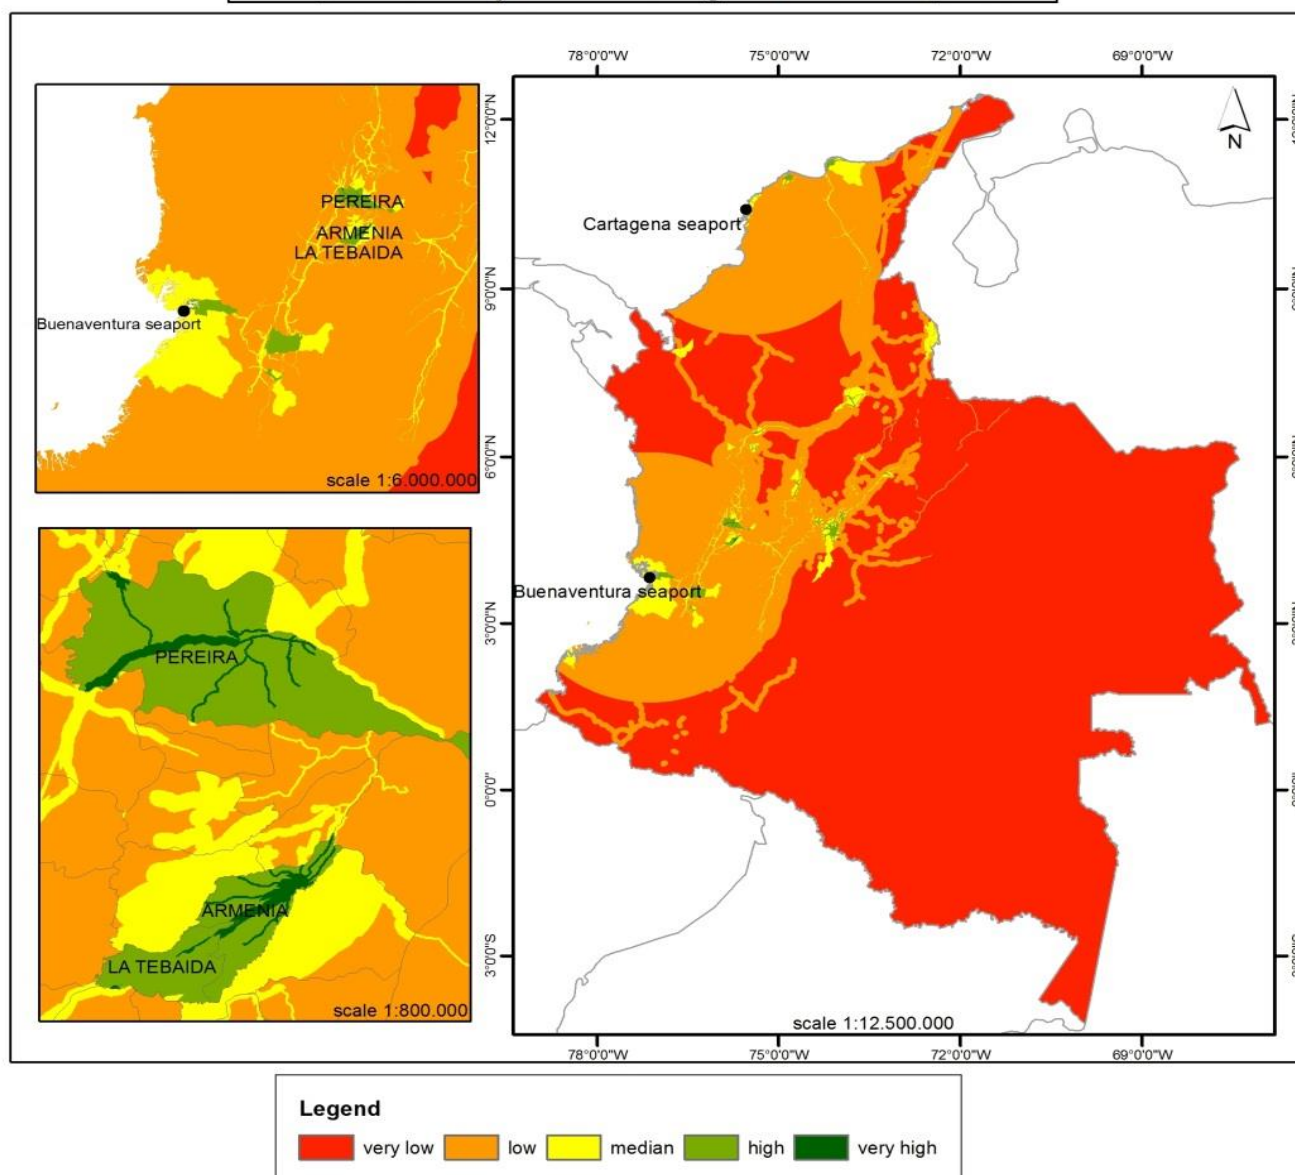 78°0'0"W 75°0'0"W 72°0'0"W 69°0'0"W
12°0'0"N
9°0'0"N
6°0'0"N
3°0'0"N
0°0'0"
3°0'0"S
N
PEREIRA
ARMENIA
LA TEBAIDA
Buenaventura seaport
scale 1:6.000.000
Cartagena seaport
Buenaventura seaport
PEREIRA
ARMENIA
LA TEBAIDA
scale 1:800.000
scale 1:12.500.000
78°0'0"W 75°0'0"W 72°0'0"W 69°0'0"W
Legend
very low low median high very high